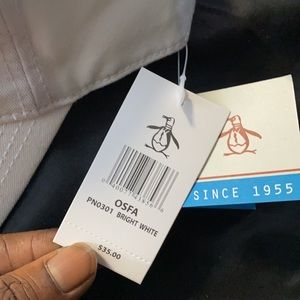 OSFA
PN0301 BRIGHT WHITE
$35.00
SINCE 1955